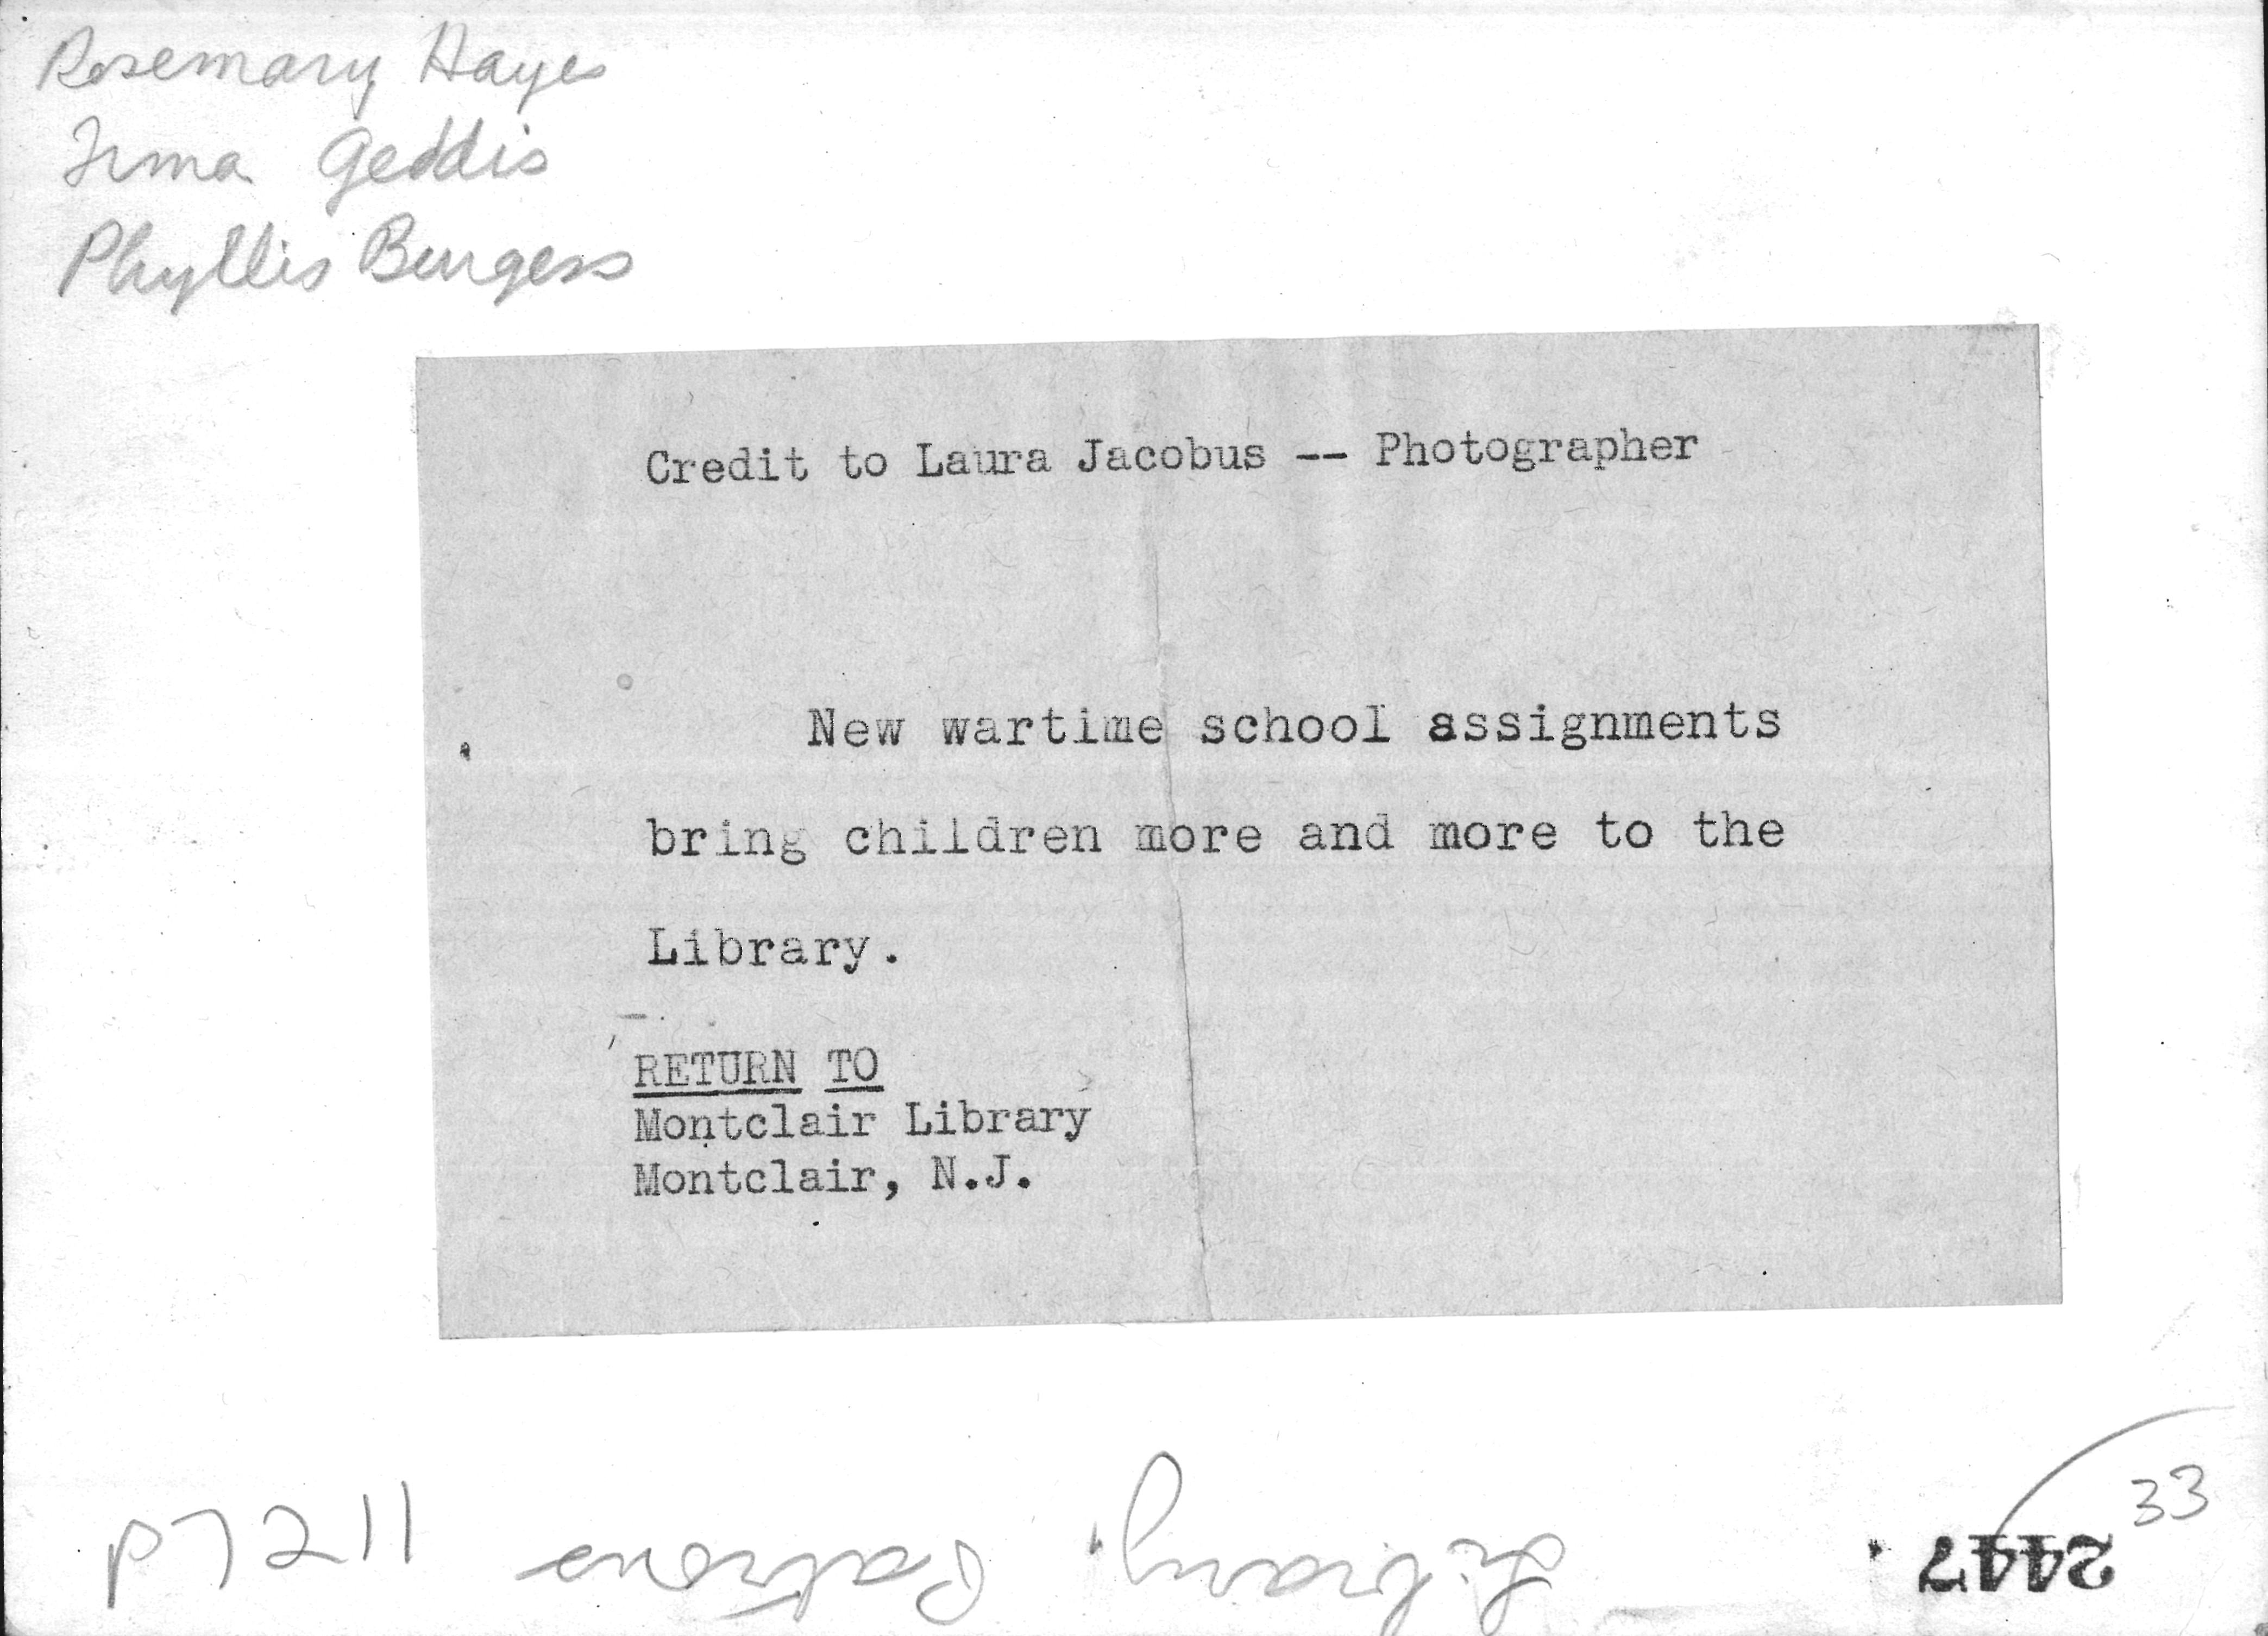 Rosemary Hayes
Irma Geddis
Phyllis Burgess
Credit to Laura Jacobus -- Photographer
New wartime school assignments
bring children more and more to the
Library.
RETURN TO
Montclair Library
Montclair, N.J.
33
2447
Library: Patrons
p7211